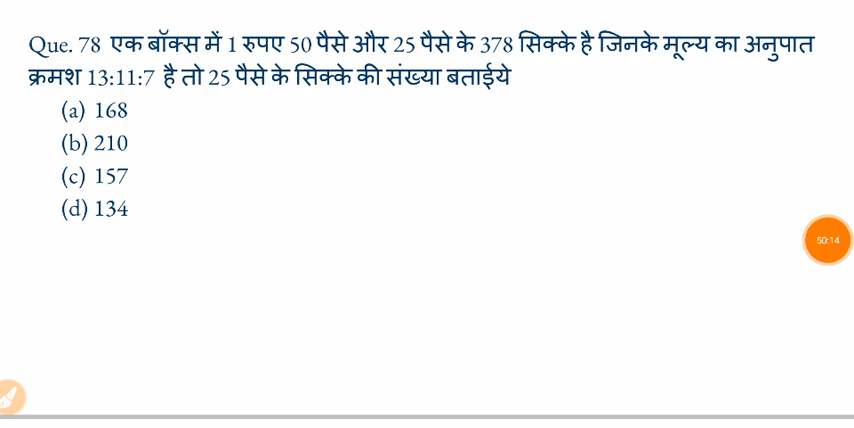 Que. 78 एक बॉक्स में 1 रुपए 50 पैसे और 25 पैसे के 378 सिक्के है जिनके मूल्य का अनुपात
क्रमश 13:11:7 है तो 25 पैसे के सिक्के की संख्या बताईये
(a) 168
(b) 210
(c) 157
(d) 134
50:14